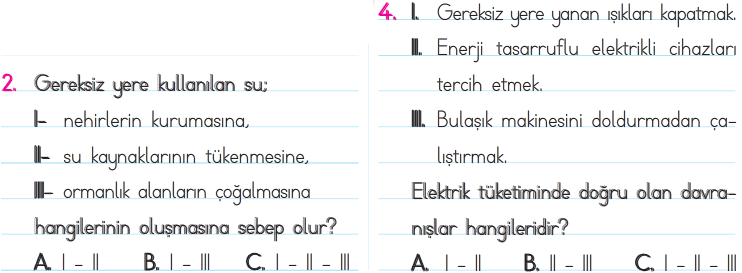 2. Gereksiz yere kullanılan su;
I- nehirlerin kurumasına,
II- su kaynaklarının tükenmesine,
III- ormanlık alanların çoğalmasına
hangilerinin oluşmasına sebep olur?
A. I - II B. I - III C. I - II - III
4. I. Gereksiz yere yanan ışıkları kapatmak.
II. Enerji tasarruflu elektrikli cihazları
tercih etmek.
III. Bulaşık makinesini doldurmadan ça-
lıştırmak.
Elektrik tüketiminde doğru olan davra-
nışlar hangileridir?
A. I - II B. II - III C. I - II - III